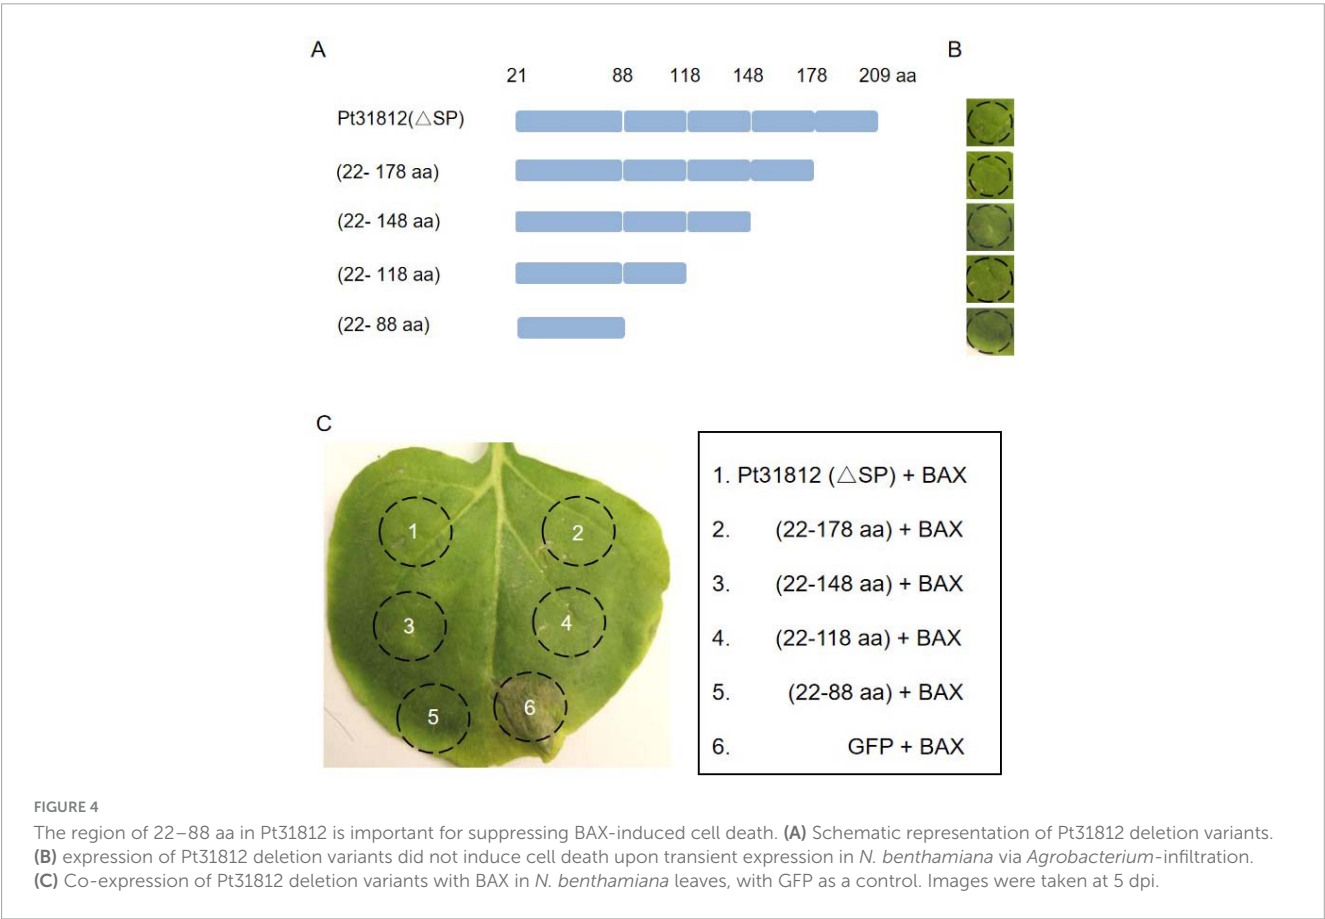 A
B
21 88 118 148 178 209 aa
Pt31812(△SP)
(22- 178 aa)
(22- 148 aa)
(22- 118 aa)
(22- 88 aa)
C
1
2
3
4
5
6
1. Pt31812 (△SP) + BAX
2. (22-178 aa) + BAX
3. (22-148 aa) + BAX
4. (22-118 aa) + BAX
5. (22-88 aa) + BAX
6. GFP + BAX
FIGURE 4
The region of 22–88 aa in Pt31812 is important for suppressing BAX-induced cell death. (A) Schematic representation of Pt31812 deletion variants.
(B) expression of Pt31812 deletion variants did not induce cell death upon transient expression in N. benthamiana via Agrobacterium-infiltration.
(C) Co-expression of Pt31812 deletion variants with BAX in N. benthamiana leaves, with GFP as a control. Images were taken at 5 dpi.